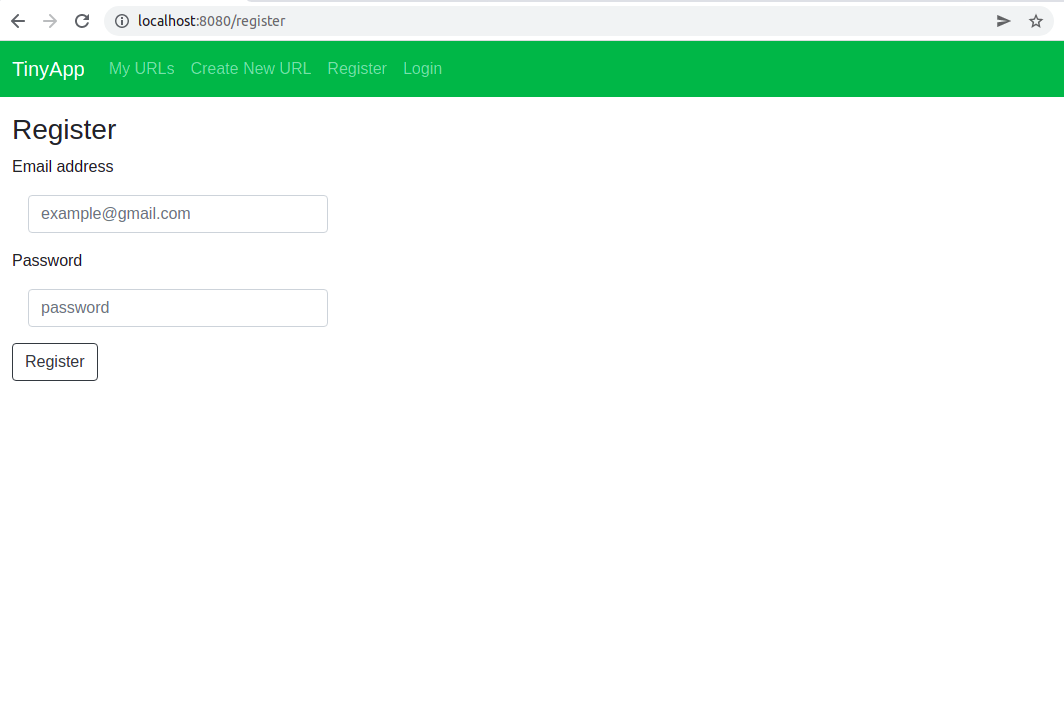 localhost:8080/register
TinyApp My URLs Create New URL Register Login
Register
Email address
example@gmail.com
Password
password
Register